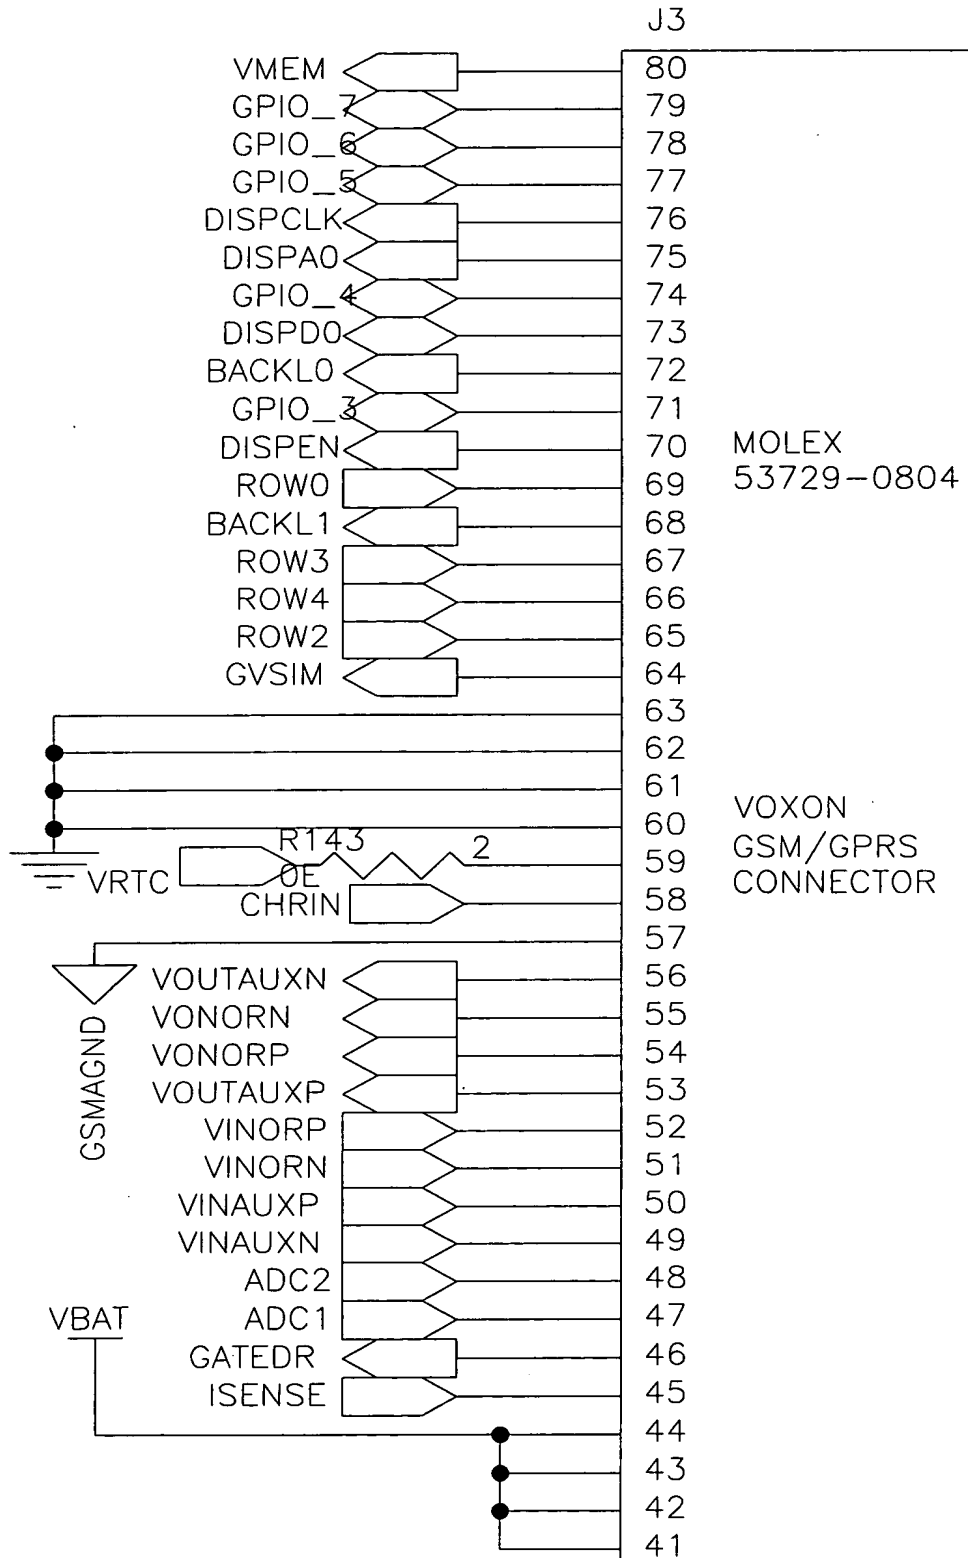 J3
VMEM 80
GPIO_7 79
GPIO_6 78
GPIO_5 77
DISPCLK 76
DISPA0 75
GPIO_4 74
DISPD0 73
BACKL0 72
GPIO_3 71
DISPEN 70
MOLEX
53729-0804
ROW0 69
BACKL1 68
ROW3 67
ROW4 66
ROW2 65
GVSIM 64
63
62
61
60
VOXON
GSM/GPRS
CONNECTOR
R143
VRTC 0E 2 59
CHRIN 58
57
GSMAGND
VOUTAUXN 56
VONORN 55
VONORP 54
VOUTAUXP 53
VINORP 52
VINORN 51
VINAUXP 50
VINAUXN 49
ADC2 48
ADC1 47
VBAT
GATEDR 46
ISENSE 45
44
43
42
41